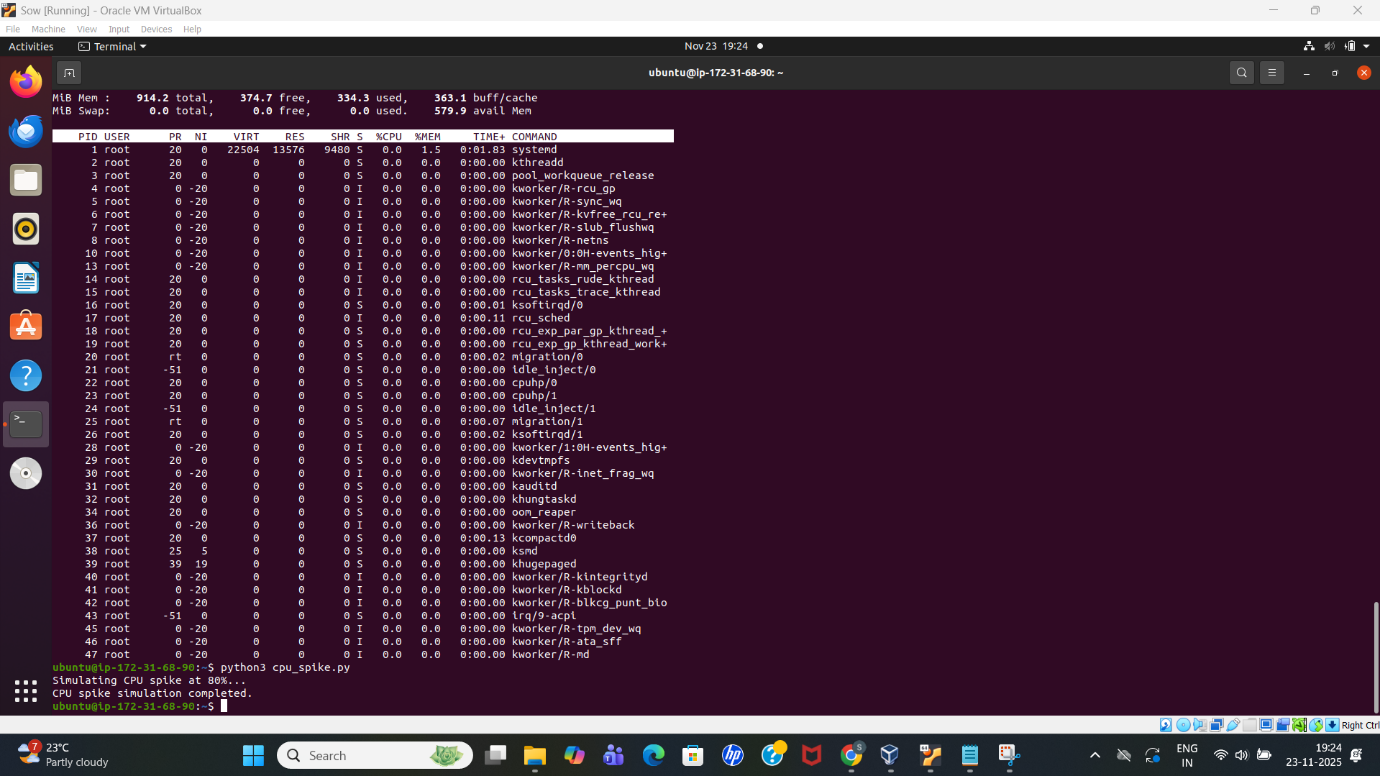 Sow [Running] - Oracle VM VirtualBox
File Machine View Input Devices Help
Activities Terminal Nov 23 19:24
ubuntu@ip-172-31-68-90: ~
MiB Mem : 914.2 total, 374.7 free, 334.3 used, 363.1 buff/cache
MiB Swap: 0.0 total, 0.0 free, 0.0 used. 579.9 avail Mem
PID USER PR NI VIRT RES SHR S %CPU %MEM TIME+ COMMAND
1 root 20 0 22504 13576 9480 S 0.0 1.5 0:01.83 systemd
2 root 20 0 0 0 0 S 0.0 0.0 0:00.00 kthreadd
3 root 20 0 0 0 0 S 0.0 0.0 0:00.00 pool_workqueue_release
4 root 0 -20 0 0 0 I 0.0 0.0 0:00.00 kworker/R-rcu_gp
5 root 0 -20 0 0 0 I 0.0 0.0 0:00.00 kworker/R-sync_wq
6 root 0 -20 0 0 0 I 0.0 0.0 0:00.00 kworker/R-kvfree_rcu_re+
7 root 0 -20 0 0 0 I 0.0 0.0 0:00.00 kworker/R-slub_flushwq
8 root 0 -20 0 0 0 I 0.0 0.0 0:00.00 kworker/R-netns
10 root 0 -20 0 0 0 I 0.0 0.0 0:00.00 kworker/0:0H-events_hig+
13 root 0 -20 0 0 0 I 0.0 0.0 0:00.00 kworker/R-mm_percpu_wq
14 root 20 0 0 0 0 I 0.0 0.0 0:00.00 rcu_tasks_rude_kthread
15 root 20 0 0 0 0 I 0.0 0.0 0:00.00 rcu_tasks_trace_kthread
16 root 20 0 0 0 0 S 0.0 0.0 0:00.01 ksoftirqd/0
17 root 20 0 0 0 0 I 0.0 0.0 0:00.11 rcu_sched
18 root 20 0 0 0 0 S 0.0 0.0 0:00.00 rcu_exp_par_gp_kthread_+
19 root 20 0 0 0 0 S 0.0 0.0 0:00.00 rcu_exp_gp_kthread_work+
20 root rt 0 0 0 0 S 0.0 0.0 0:00.02 migration/0
21 root -51 0 0 0 0 S 0.0 0.0 0:00.00 idle_inject/0
22 root 20 0 0 0 0 S 0.0 0.0 0:00.00 cpuhp/0
23 root 20 0 0 0 0 S 0.0 0.0 0:00.00 cpuhp/1
24 root -51 0 0 0 0 S 0.0 0.0 0:00.00 idle_inject/1
25 root rt 0 0 0 0 S 0.0 0.0 0:00.07 migration/1
26 root 20 0 0 0 0 S 0.0 0.0 0:00.02 ksoftirqd/1
28 root 0 -20 0 0 0 I 0.0 0.0 0:00.00 kworker/1:0H-events_hig+
29 root 20 0 0 0 0 S 0.0 0.0 0:00.00 kdevtmpfs
30 root 0 -20 0 0 0 I 0.0 0.0 0:00.00 kworker/R-inet_frag_wq
31 root 20 0 0 0 0 S 0.0 0.0 0:00.00 kauditd
32 root 20 0 0 0 0 S 0.0 0.0 0:00.00 khungtaskd
34 root 20 0 0 0 0 S 0.0 0.0 0:00.00 oom_reaper
36 root 0 -20 0 0 0 I 0.0 0.0 0:00.00 kworker/R-writeback
37 root 20 0 0 0 0 S 0.0 0.0 0:00.13 kcompactd0
38 root 25 5 0 0 0 S 0.0 0.0 0:00.00 ksmd
39 root 39 19 0 0 0 S 0.0 0.0 0:00.00 khugepaged
40 root 0 -20 0 0 0 I 0.0 0.0 0:00.00 kworker/R-kintegrityd
41 root 0 -20 0 0 0 I 0.0 0.0 0:00.00 kworker/R-kblockd
42 root 0 -20 0 0 0 I 0.0 0.0 0:00.00 kworker/R-blkcg_punt_bio
43 root -51 0 0 0 0 S 0.0 0.0 0:00.00 irq/9-acpi
45 root 0 -20 0 0 0 I 0.0 0.0 0:00.00 kworker/R-tpm_dev_wq
46 root 0 -20 0 0 0 I 0.0 0.0 0:00.00 kworker/R-ata_sff
47 root 0 -20 0 0 0 I 0.0 0.0 0:00.00 kworker/R-md
ubuntu@ip-172-31-68-90:~$ python3 cpu_spike.py
Simulating CPU spike at 80%...
CPU spike simulation completed.
ubuntu@ip-172-31-68-90:~$
Right Ctrl
7 23°C
Partly cloudy
Search
hp
S
ENG
IN
19:24
23-11-2025